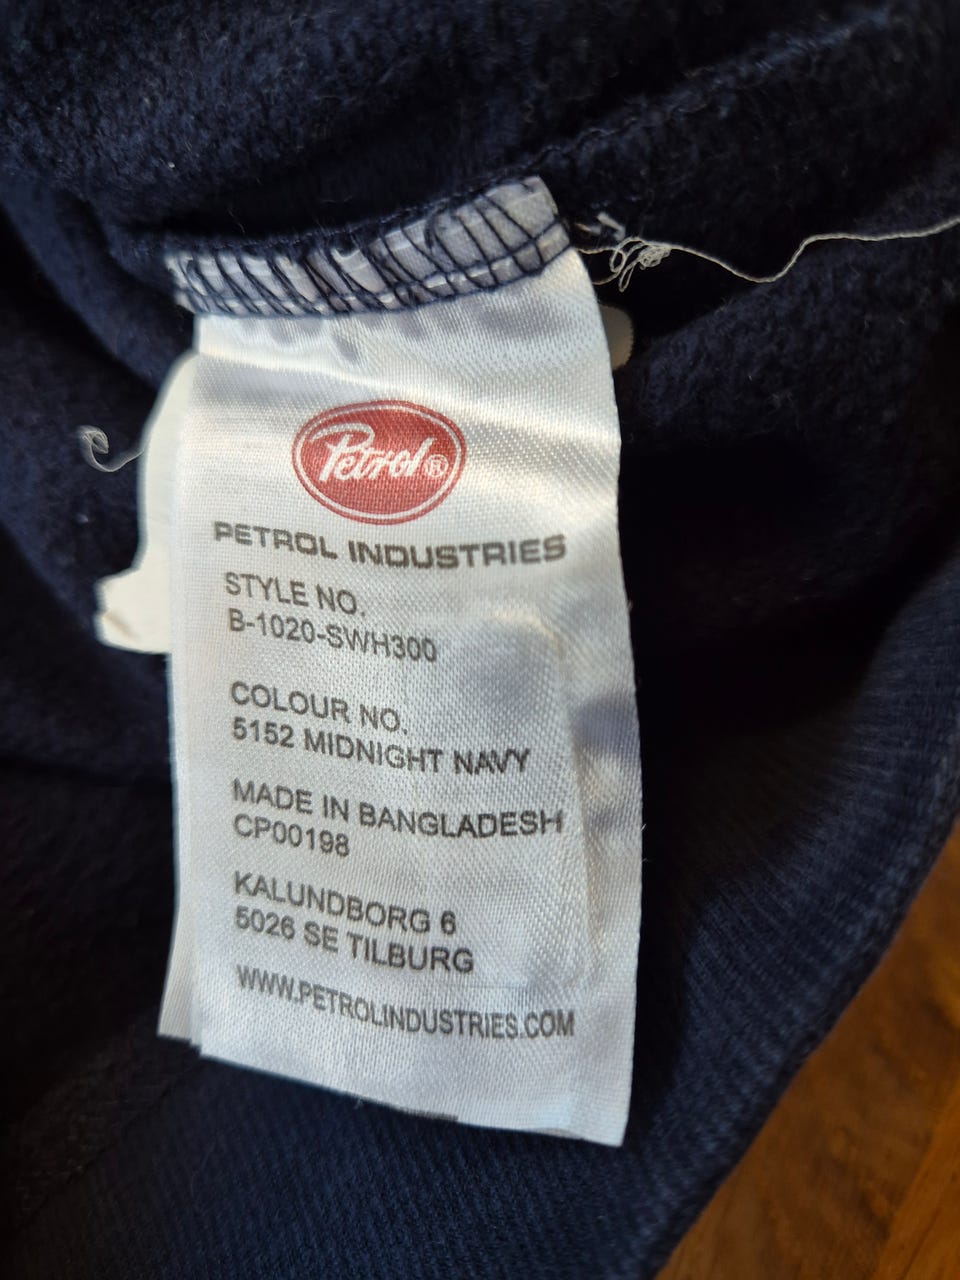 Petrol®
PETROL INDUSTRIES
STYLE NO.
B-1020-SWH300
COLOUR NO.
5152 MIDNIGHT NAVY
MADE IN BANGLADESH
CP00198
KALUNDBORG 6
5026 SE TILBURG
WWW.PETROLINDUSTRIES.COM